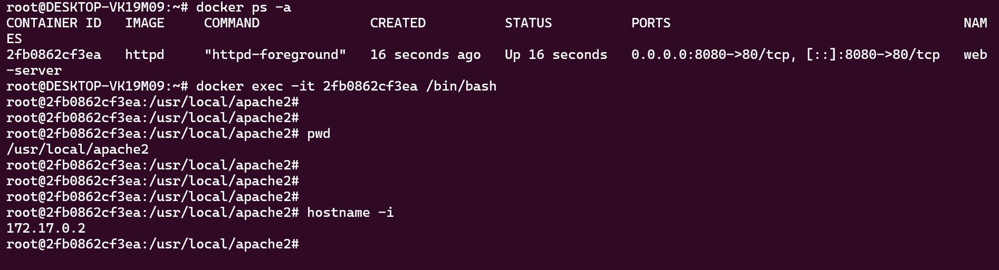 root@DESKTOP-VK19M09:~# docker ps -a
CONTAINER ID   IMAGE     COMMAND              CREATED          STATUS          PORTS                                     NAM
ES
2fb0862cf3ea   httpd     "httpd-foreground"   16 seconds ago   Up 16 seconds   0.0.0.0:8080->80/tcp, [::]:8080->80/tcp   web
-server
root@DESKTOP-VK19M09:~# docker exec -it 2fb0862cf3ea /bin/bash
root@2fb0862cf3ea:/usr/local/apache2#
root@2fb0862cf3ea:/usr/local/apache2#
root@2fb0862cf3ea:/usr/local/apache2# pwd
/usr/local/apache2
root@2fb0862cf3ea:/usr/local/apache2#
root@2fb0862cf3ea:/usr/local/apache2#
root@2fb0862cf3ea:/usr/local/apache2#
root@2fb0862cf3ea:/usr/local/apache2# hostname -i
172.17.0.2
root@2fb0862cf3ea:/usr/local/apache2#